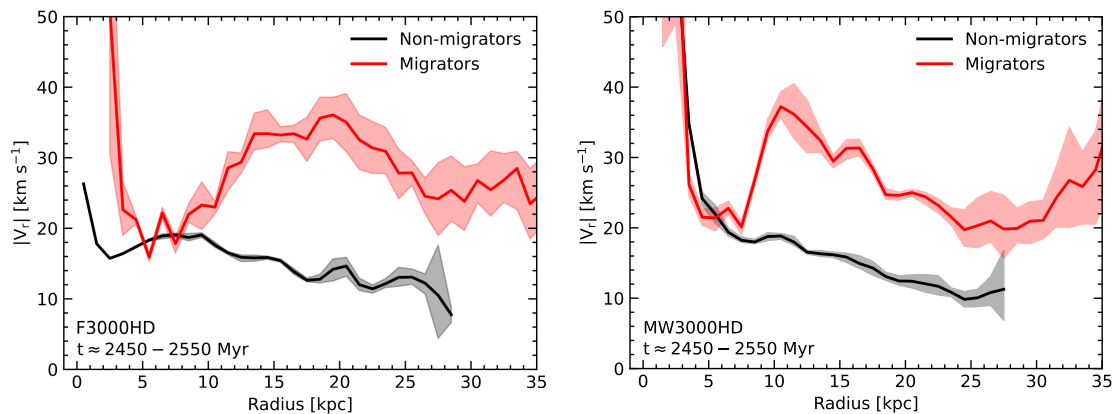 50
40
30
20
10
0
|Vᵣ| [km s⁻¹]
Non-migrators
Migrators
F3000HD
t ≈ 2450 − 2550 Myr
0 5 10 15 20 25 30 35
Radius [kpc]
50
40
30
20
10
0
|Vᵣ| [km s⁻¹]
Non-migrators
Migrators
MW3000HD
t ≈ 2450 − 2550 Myr
0 5 10 15 20 25 30 35
Radius [kpc]